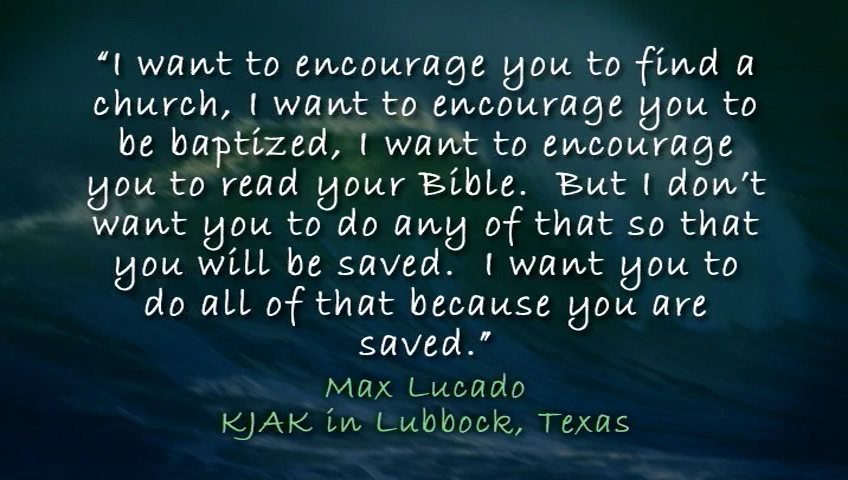 “I want to encourage you to find a
church, I want to encourage you to
be baptized, I want to encourage
you to read your Bible.  But I don’t
want you to do any of that so that
you will be saved.  I want you to
do all of that because you are
saved.”
Max Lucado
KJAK in Lubbock, Texas